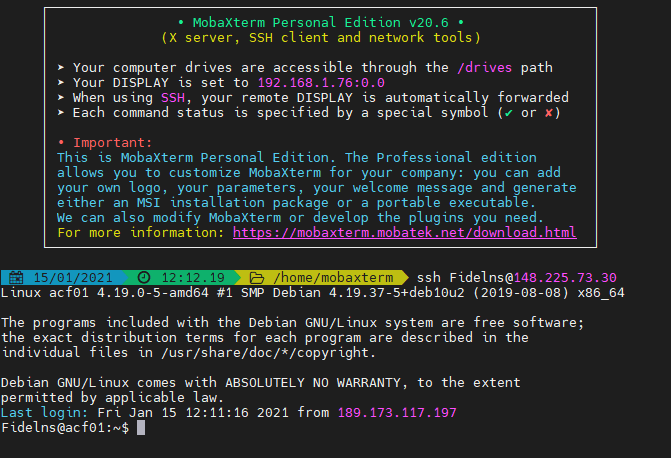 • MobaXterm Personal Edition v20.6 •
(X server, SSH client and network tools)
➤ Your computer drives are accessible through the /drives path
➤ Your DISPLAY is set to 192.168.1.76:0.0
➤ When using SSH, your remote DISPLAY is automatically forwarded
➤ Each command status is specified by a special symbol (✔ or ✘)
• Important:
This is MobaXterm Personal Edition. The Professional edition
allows you to customize MobaXterm for your company: you can add
your own logo, your parameters, your welcome message and generate
either an MSI installation package or a portable executable.
We can also modify MobaXterm or develop the plugins you need.
For more information: https://mobaxterm.mobatek.net/download.html
15/01/2021 12:12.19 /home/mobaxterm ssh Fidelns@148.225.73.30
Linux acf01 4.19.0-5-amd64 #1 SMP Debian 4.19.37-5+deb10u2 (2019-08-08) x86_64
The programs included with the Debian GNU/Linux system are free software;
the exact distribution terms for each program are described in the
individual files in /usr/share/doc/*/copyright.
Debian GNU/Linux comes with ABSOLUTELY NO WARRANTY, to the extent
permitted by applicable law.
Last login: Fri Jan 15 12:11:16 2021 from 189.173.117.197
Fidelns@acf01:~$